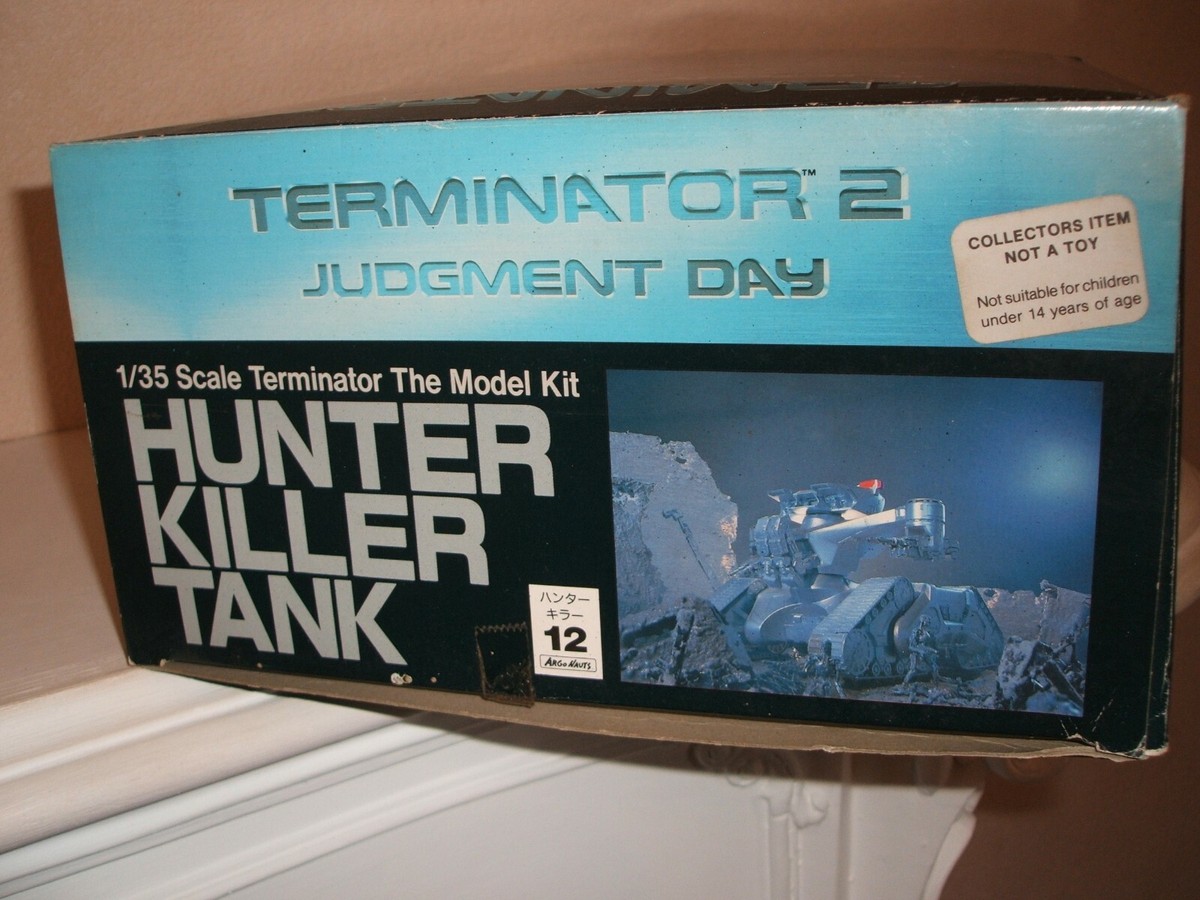 TERMINATOR™ 2
JUDGMENT DAY
COLLECTORS ITEM
NOT A TOY
Not suitable for children
under 14 years of age
1/35 Scale Terminator The Model Kit
HUNTER
KILLER
TANK
ハンター
キラー
12
ARGONAUTS